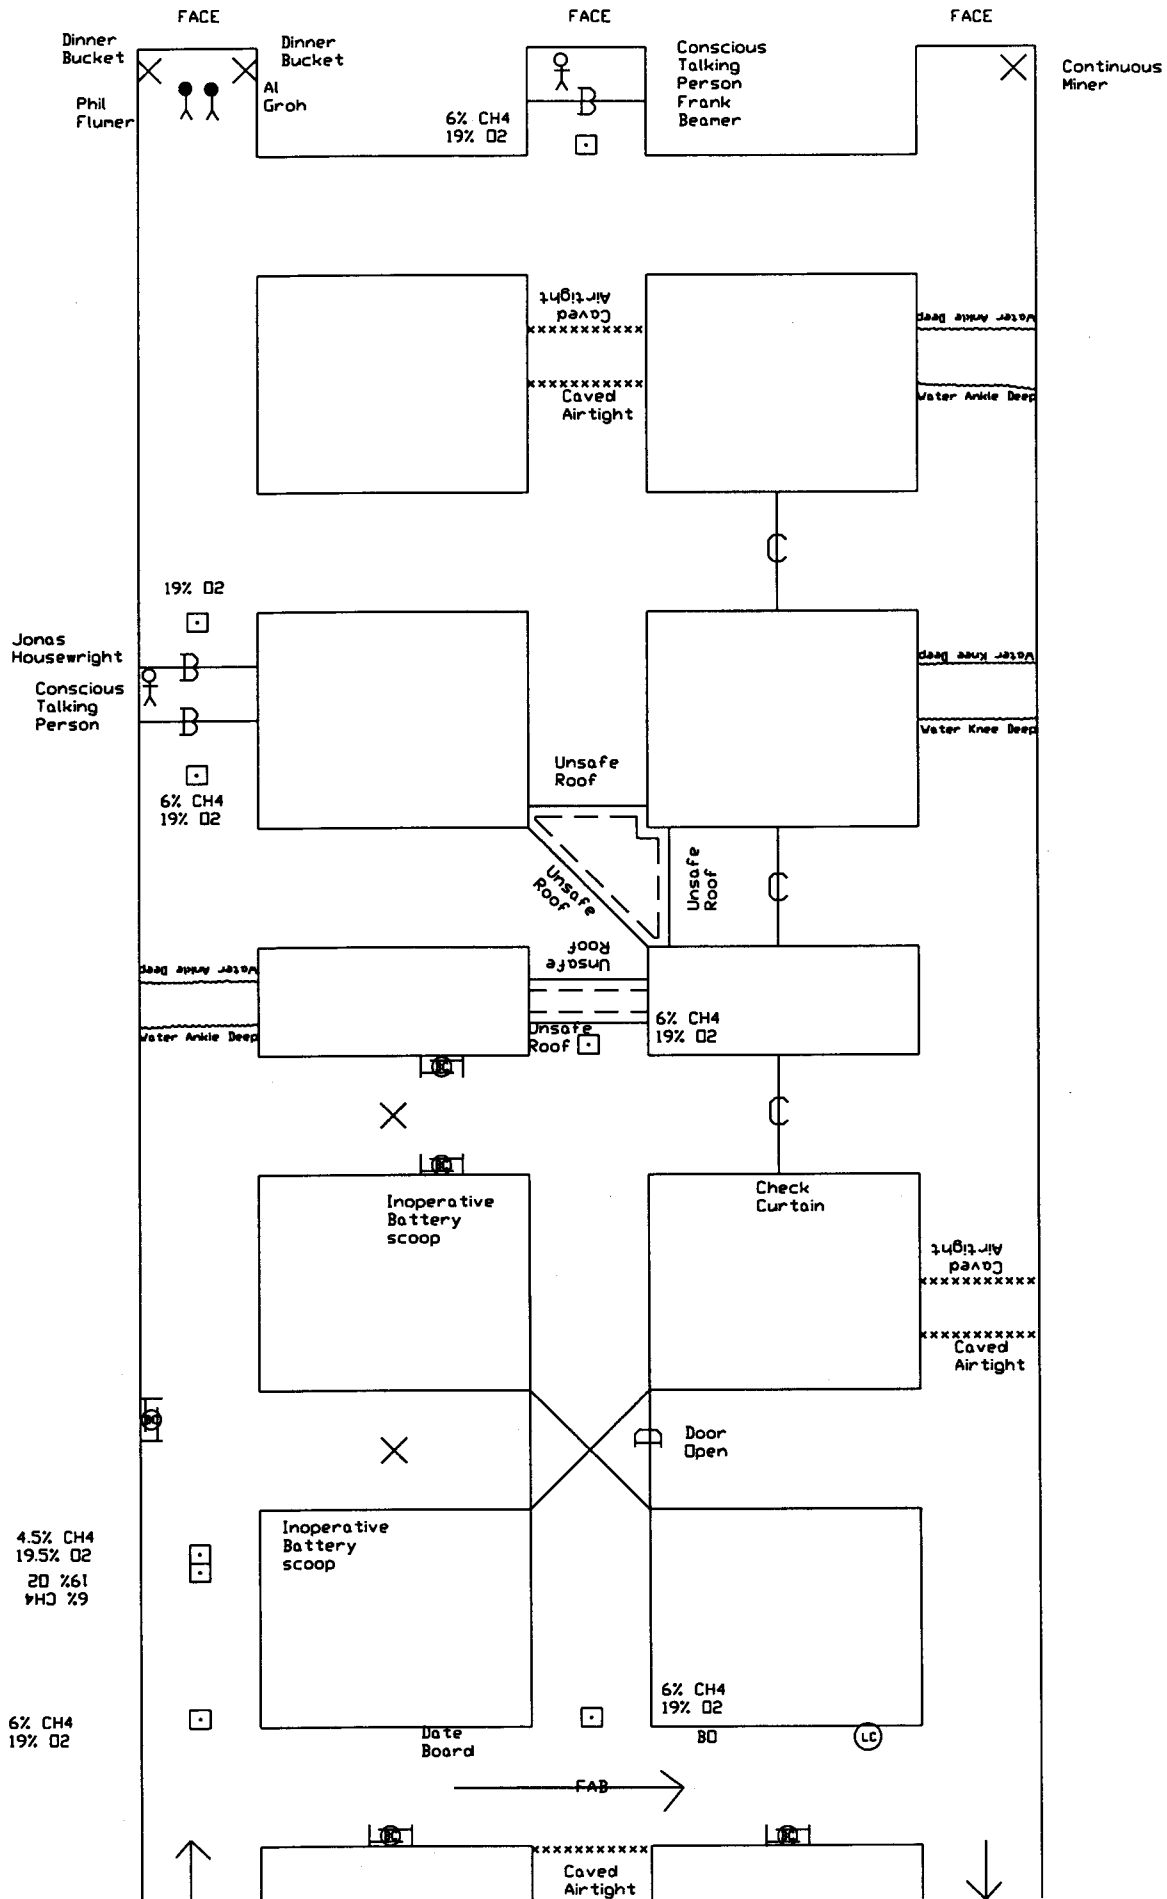 FACE
FACE
FACE
Dinner
Bucket
Dinner
Bucket
Phil
Flumer
Al
Groh
Conscious
Talking
Person
Frank
Beamer
B
6% CH4
19% O2
Continuous
Miner
Caved
Airtight
Caved
Airtight
Water Ankle Deep
Water Ankle Deep
C
19% O2
Jonas
Housewright
B
Conscious
Talking
Person
B
6% CH4
19% O2
Water Knee Deep
Water Knee Deep
Unsafe
Roof
Unsafe
Roof
Unsafe
Roof
C
Unsafe
Roof
Water Ankle Deep
Water Ankle Deep
Unsafe
Roof
6% CH4
19% O2
C
Inoperative
Battery
scoop
Check
Curtain
Caved
Airtight
Caved
Airtight
Door
Open
Inoperative
Battery
scoop
4.5% CH4
19.5% O2
6% CH4
19% O2
6% CH4
19% O2
6% CH4
19% O2
Date
Board
BO
LC
FAB
Caved
Airtight